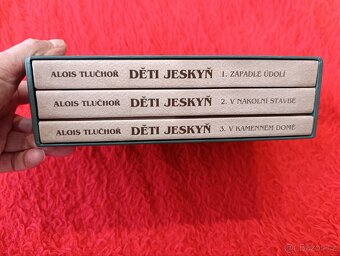 ALOIS TLUČHOŘ DĚTI JESKYŇ 1. ZAPADLÉ ÚDOLÍ
ALOIS TLUČHOŘ DĚTI JESKYŇ 2. V NÁKOLNÍ STAVBĚ
ALOIS TLUČHOŘ DĚTI JESKYŇ 3. V KAMENNÉM DOMĚ